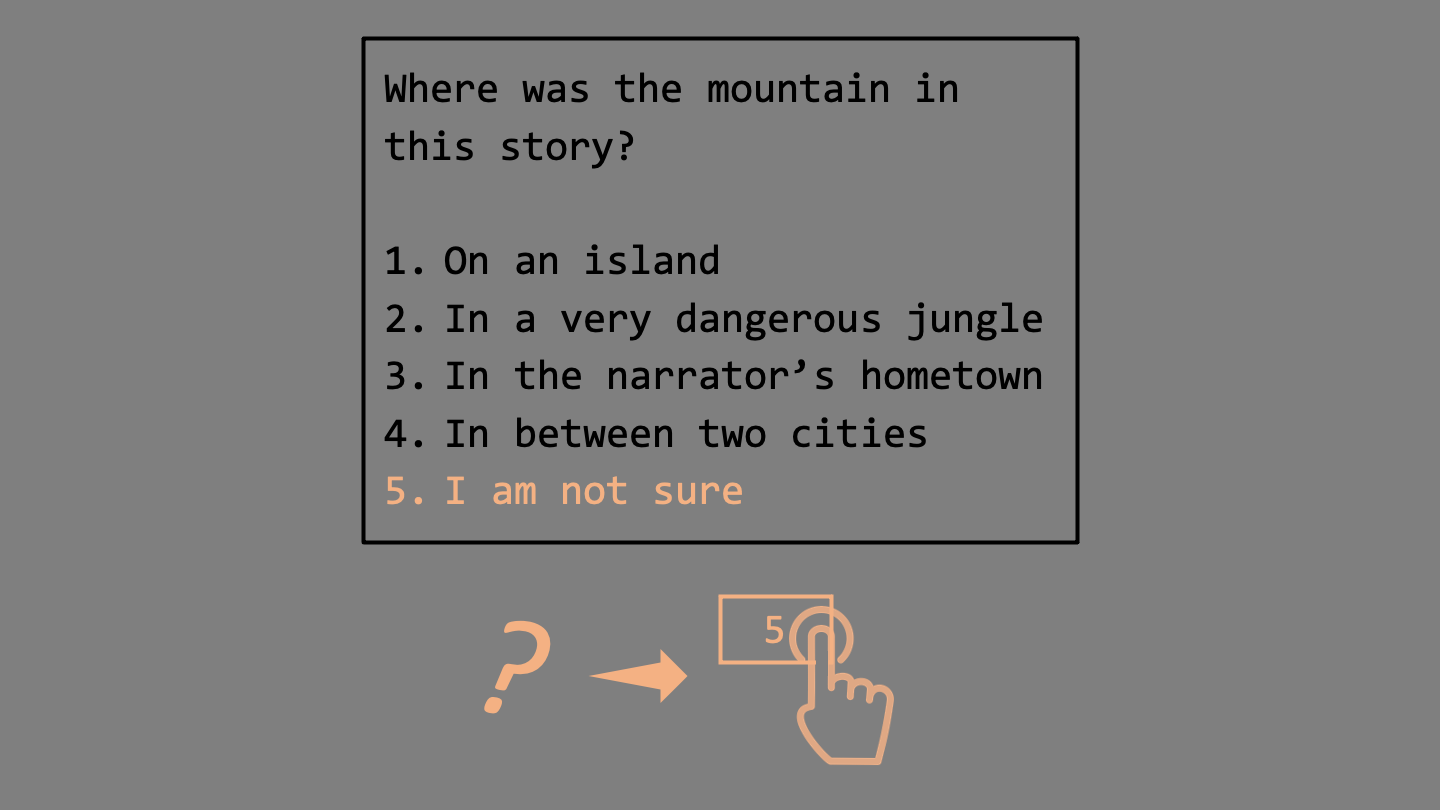 Where was the mountain in
this story?
1. On an island
2. In a very dangerous jungle
3. In the narrator’s hometown
4. In between two cities
5. I am not sure
?
5